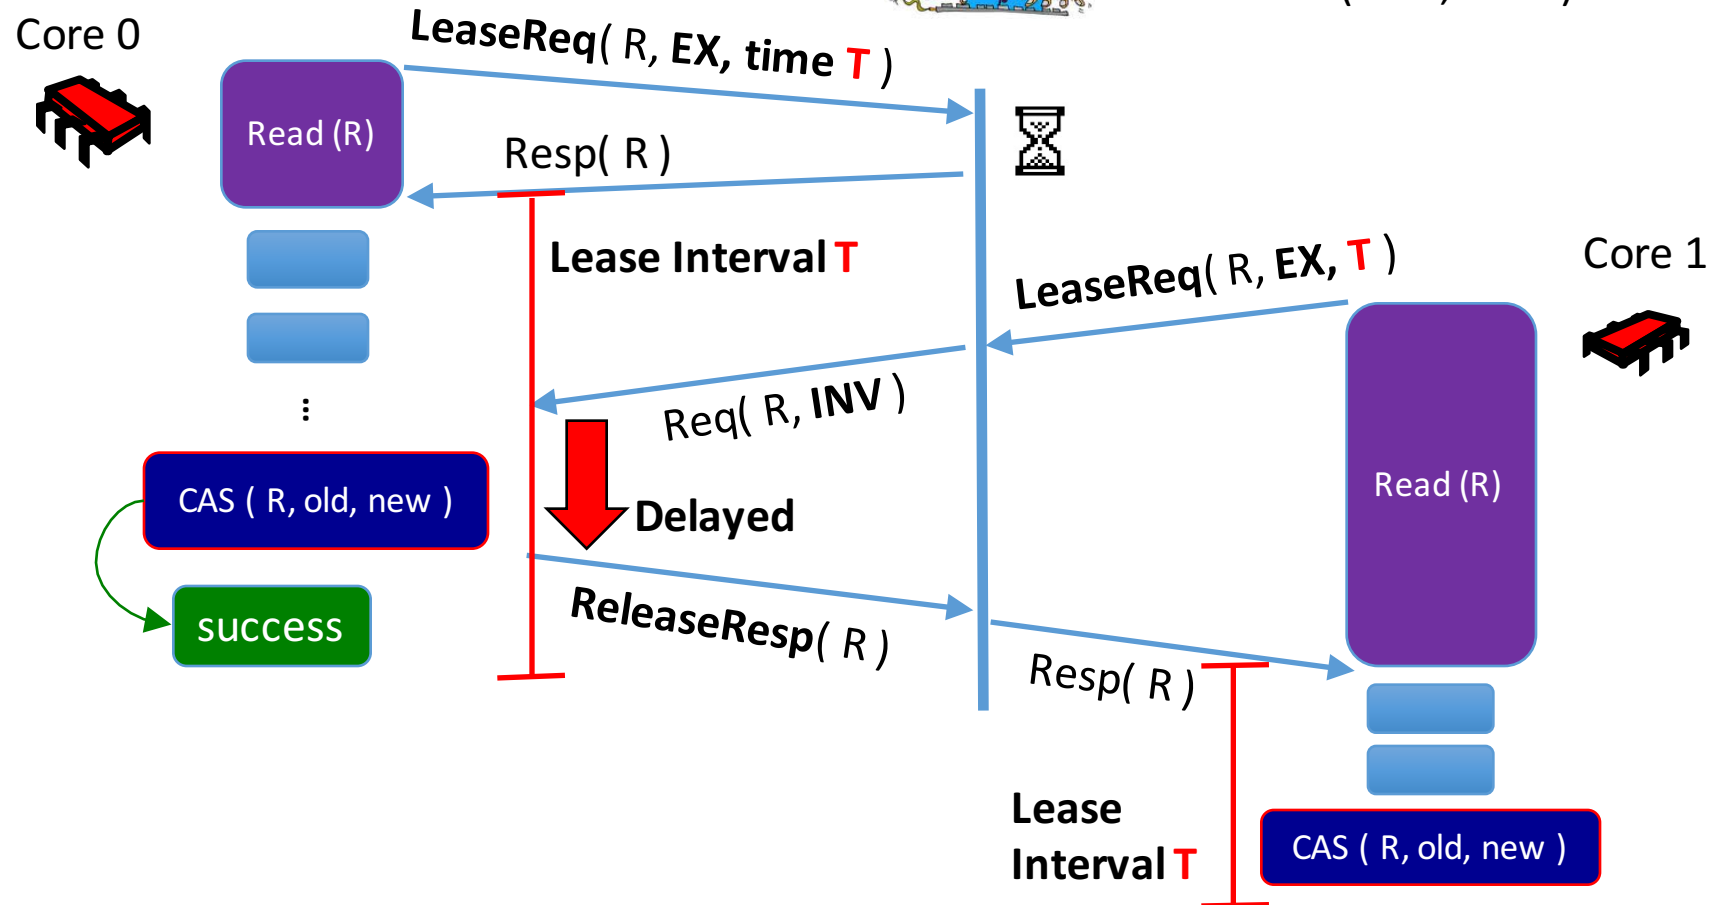 Core 0
LeaseReq( R, EX, time T )
Read (R)
Resp( R )
Lease Interval T
Core 1
LeaseReq( R, EX, T )
Req( R, INV )
...
CAS ( R, old, new )
Delayed
Read (R)
success
ReleaseResp( R )
Resp( R )
Lease
Interval T
CAS ( R, old, new )